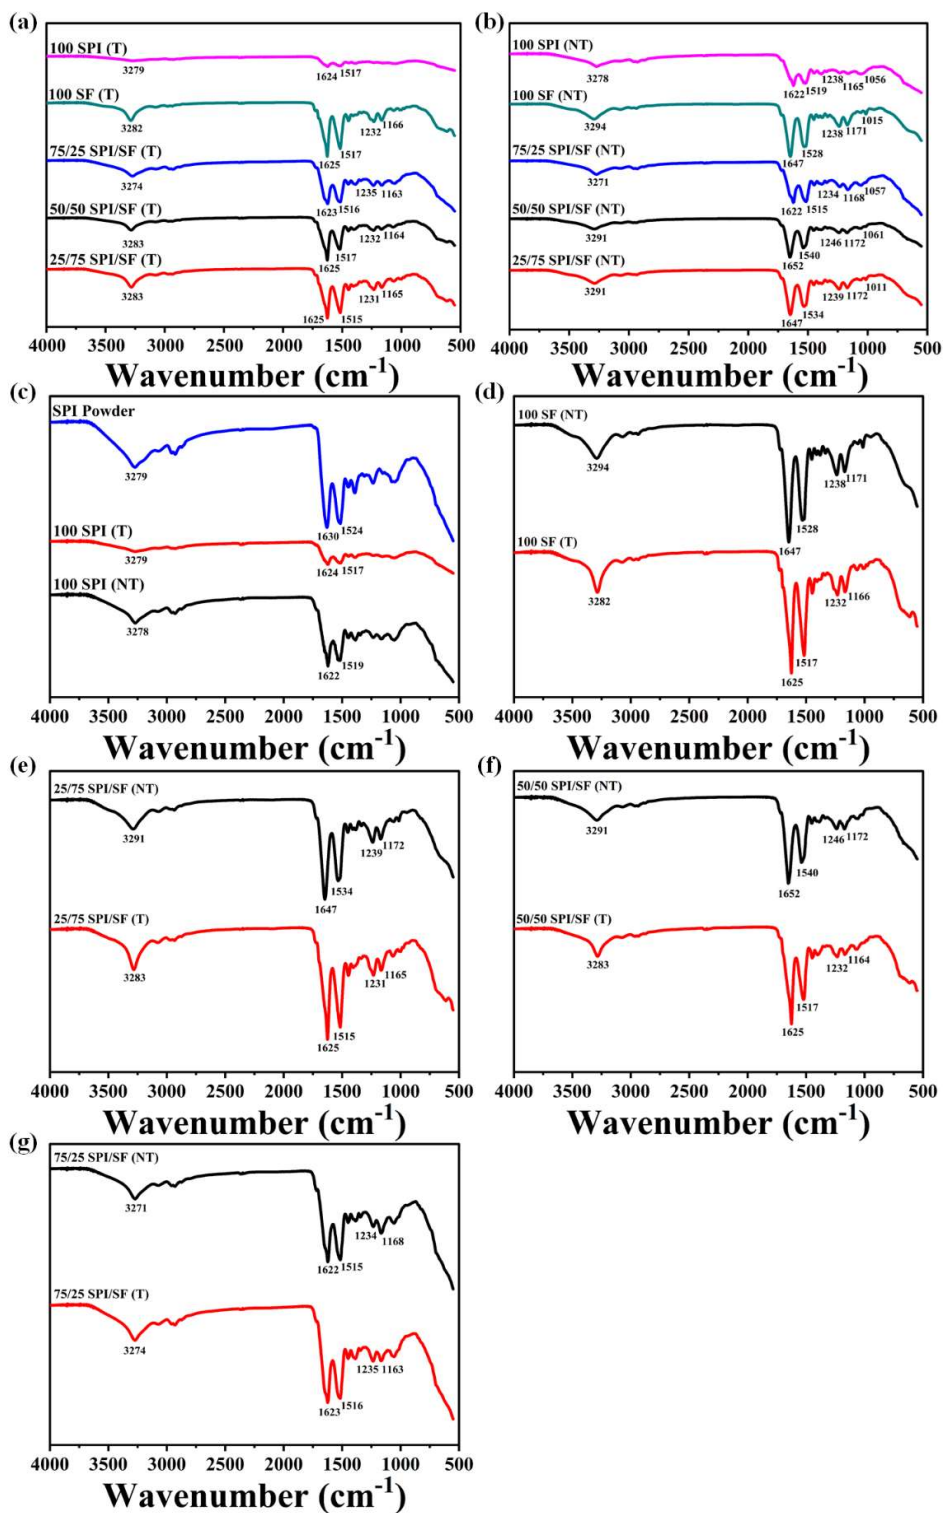 (a)
100 SPI (T)
3279
1624 1517
100 SF (T)
3282
1232 1166
1517
1625
75/25 SPI/SF (T)
3274
1235 1163
1623 1516
50/50 SPI/SF (T)
3283
1232 1164
1517
1625
25/75 SPI/SF (T)
3283
1231 1165
1625 1515
4000 3500 3000 2500 2000 1500 1000 500
Wavenumber (cm-1)
(b)
100 SPI (NT)
3278
1238 1056
1622 1519 1165
100 SF (NT)
3294
1015
1238 1171
1528
1647
75/25 SPI/SF (NT)
3271
1234 1057
1168
1622 1515
50/50 SPI/SF (NT)
3291
1061
1246 1172
1540
1652
25/75 SPI/SF (NT)
3291
1011
1239 1172
1534
1647
4000 3500 3000 2500 2000 1500 1000 500
Wavenumber (cm-1)
(c)
SPI Powder
3279
1630 1524
100 SPI (T)
3279
1624 1517
100 SPI (NT)
3278
1622 1519
4000 3500 3000 2500 2000 1500 1000 500
Wavenumber (cm-1)
(d)
100 SF (NT)
3294
1238 1171
1528
1647
100 SF (T)
3282
1232 1166
1517
1625
4000 3500 3000 2500 2000 1500 1000 500
Wavenumber (cm-1)
(e)
25/75 SPI/SF (NT)
3291
1239 1172
1534
1647
25/75 SPI/SF (T)
3283
1231 1165
1515
1625
4000 3500 3000 2500 2000 1500 1000 500
Wavenumber (cm-1)
(f)
50/50 SPI/SF (NT)
3291
1246 1172
1540
1652
50/50 SPI/SF (T)
3283
1232 1164
1517
1625
4000 3500 3000 2500 2000 1500 1000 500
Wavenumber (cm-1)
(g)
75/25 SPI/SF (NT)
3271
1234 1168
1622 1515
75/25 SPI/SF (T)
3274
1235 1163
1623 1516
4000 3500 3000 2500 2000 1500 1000 500
Wavenumber (cm-1)